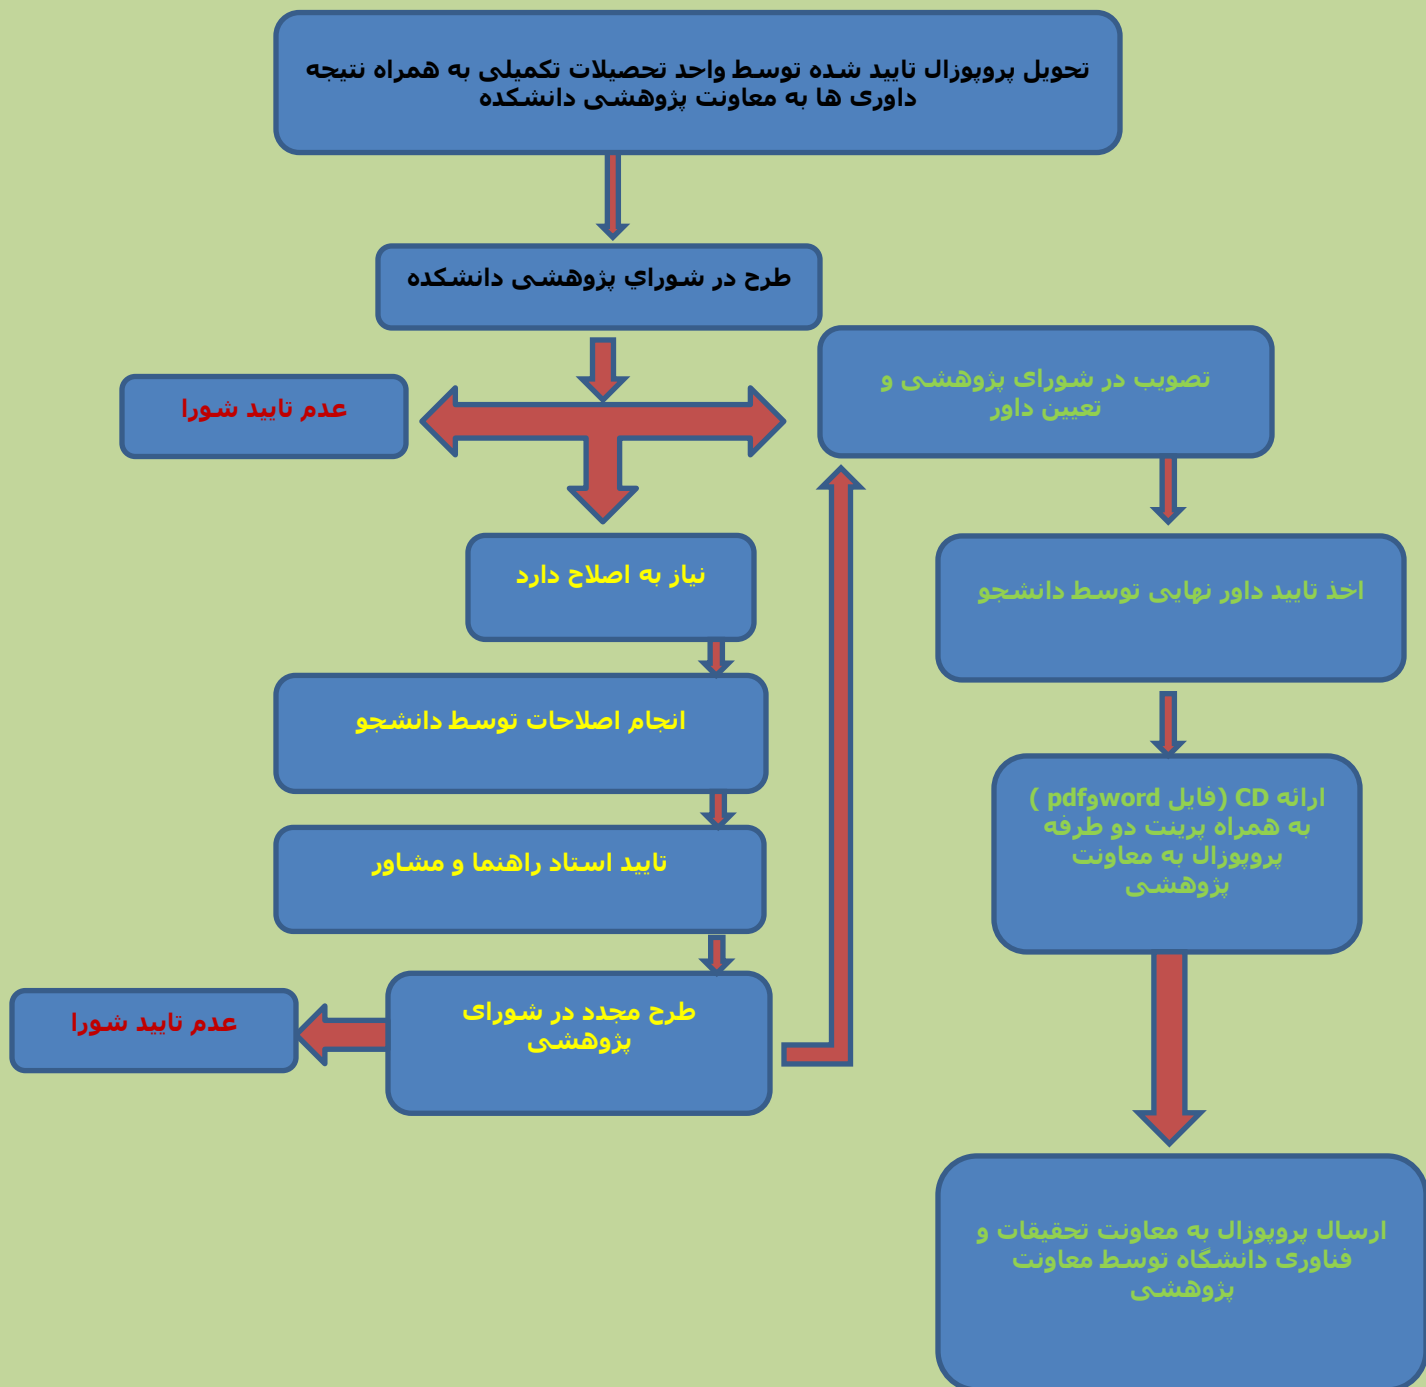 تحویل پروپوزال تایید شده توسط واحد تحصیلات تکمیلی به همراه نتیجه
داوری ها به معاونت پژوهشی دانشکده
طرح در شوراي پژوهشی دانشکده
عدم تایید شورا
تصویب در شورای پژوهشی و
تعیین داور
نیاز به اصلاح دارد
انجام اصلاحات توسط دانشجو
تایید استاد راهنما و مشاور
طرح مجدد در شورای
پژوهشی
عدم تایید شورا
اخذ تایید داور نهایی توسط دانشجو
ارائه CD (فایل wordوpdf )
به همراه پرینت دو طرفه
پروپوزال به معاونت
پژوهشی
ارسال پروپوزال به معاونت تحقیقات و
فناوری دانشگاه توسط معاونت
پژوهشی